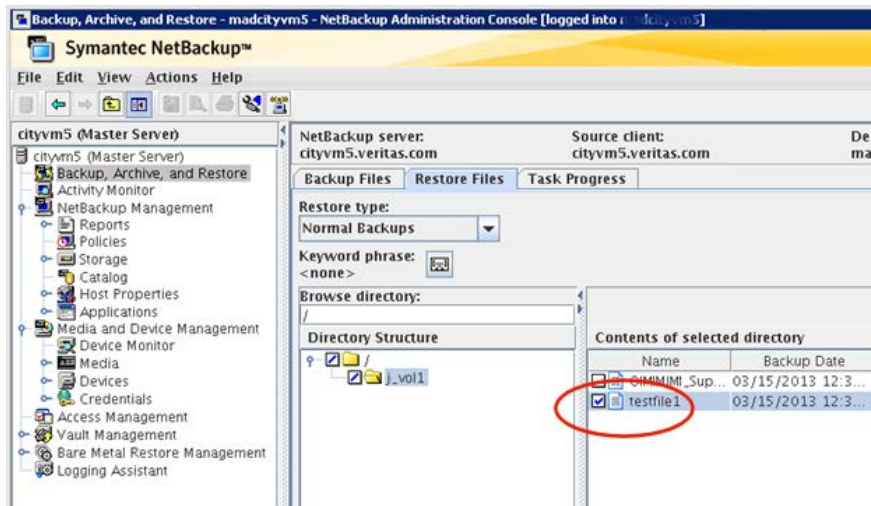 Backup, Archive, and Restore - madcityvm5 - NetBackup Administration Console [logged into madcityvm5]
Symantec NetBackup™
File Edit View Actions Help
cityvm5 (Master Server)
cityvm5 (Master Server)
Backup, Archive, and Restore
Activity Monitor
NetBackup Management
Reports
Policies
Storage
Catalog
Host Properties
Applications
Media and Device Management
Device Monitor
Media
Devices
Credentials
Access Management
Vault Management
Bare Metal Restore Management
Logging Assistant
NetBackup server: Source client: De
cityvm5.veritas.com cityvm5.veritas.com ma
Backup Files Restore Files Task Progress
Restore type:
Normal Backups
Keyword phrase:
<none>
Browse directory:
/
Directory Structure
/
j_vol1
Contents of selected directory
Name Backup Date
OIMIMIMI_Sup... 03/15/2013 12:3...
testfile1 03/15/2013 12:3...